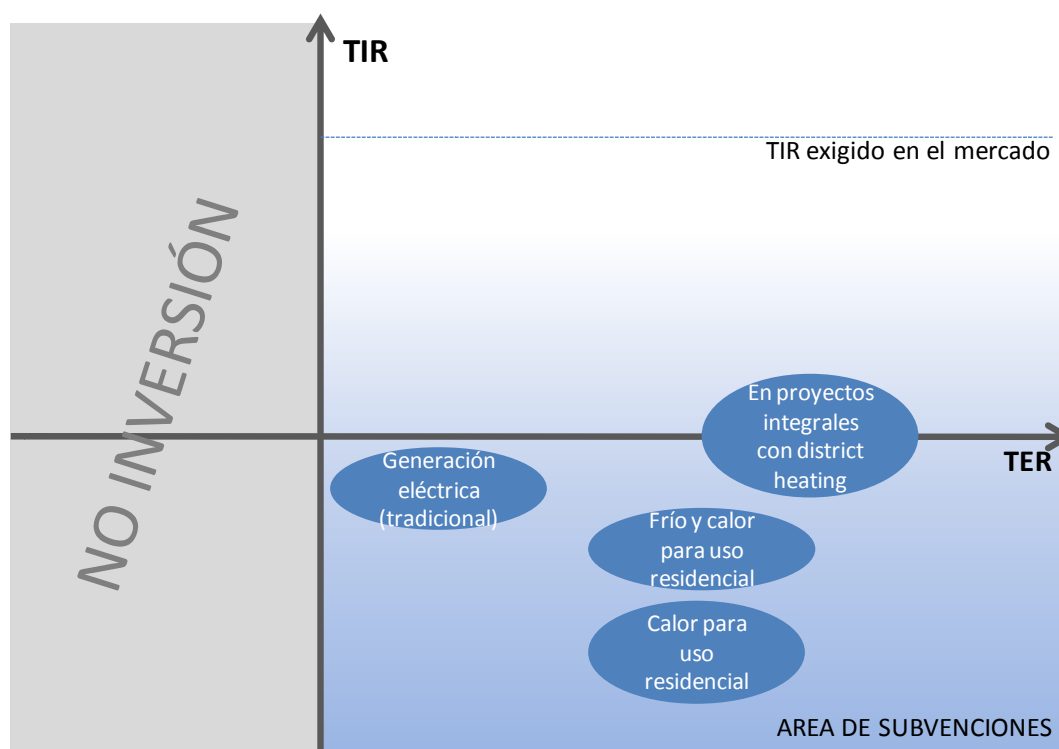 TIR
TIR exigido en el mercado
NO INVERSIÓN
En proyectos
integrales
con district
heating
TER
Generación
eléctrica
(tradicional)
Frío y calor
para uso
residencial
Calor para
uso
residencial
AREA DE SUBVENCIONES